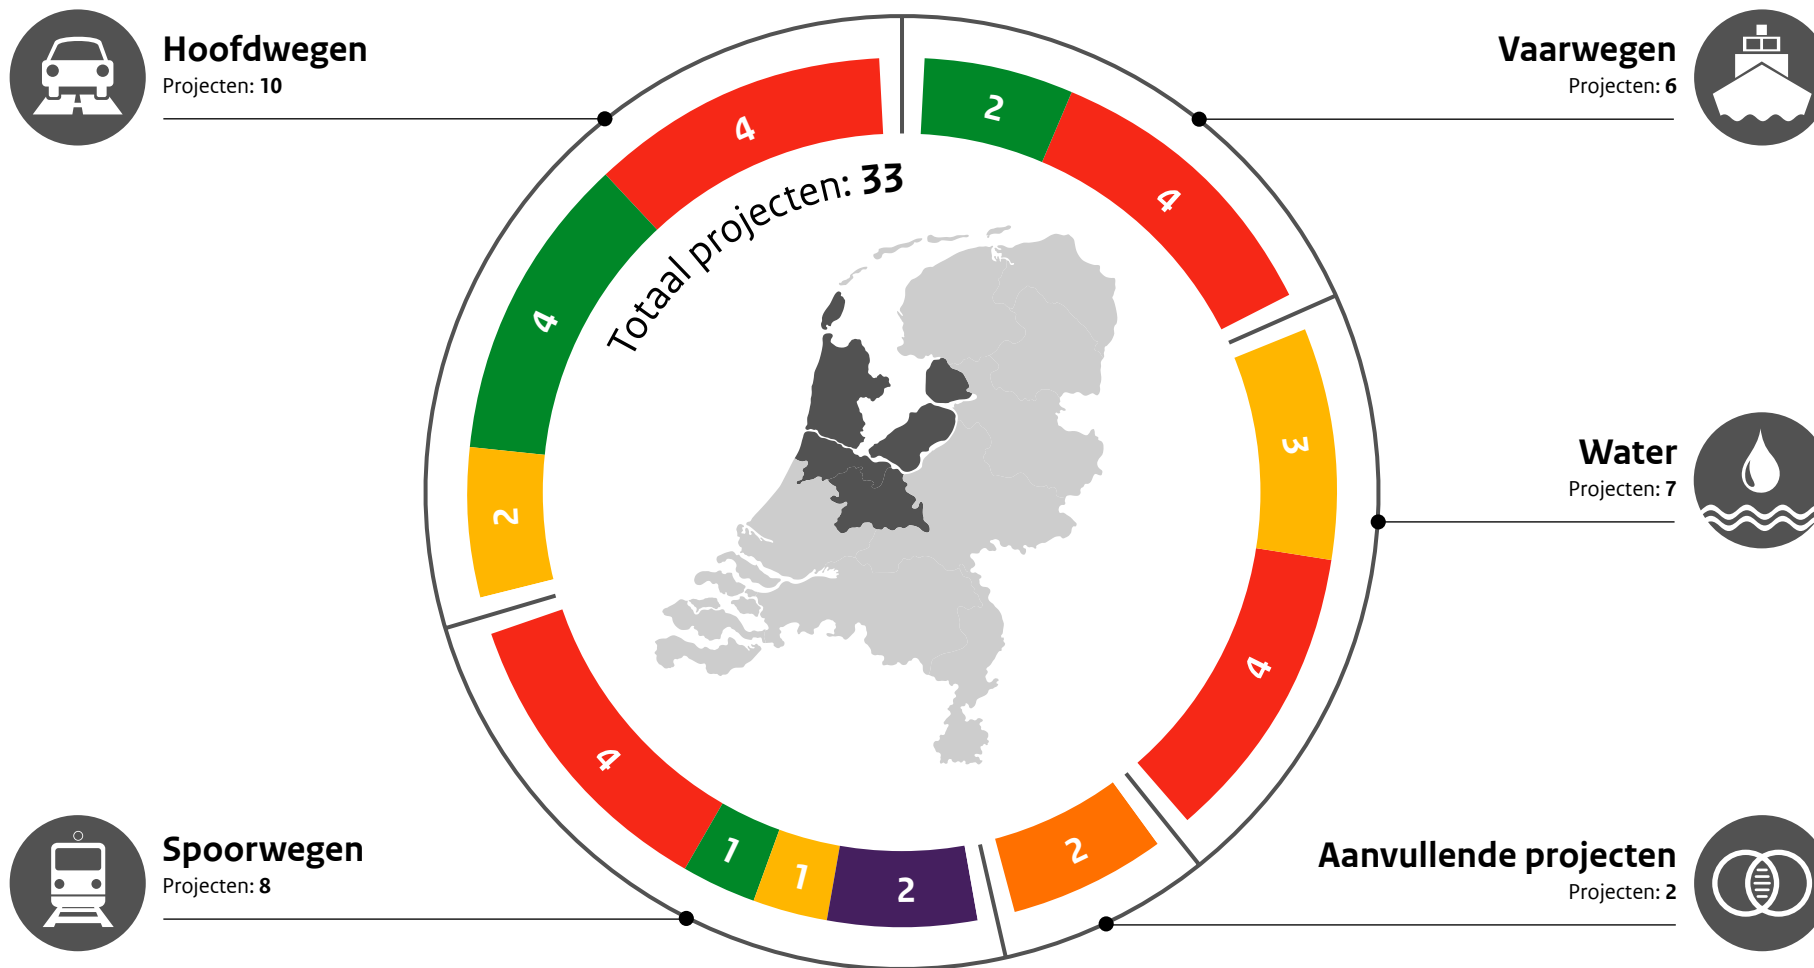 Hoofdwegen
Projecten: 10
Vaarwegen
Projecten: 6
Totaal projecten: 33
4
4
2
2
4
Water
Projecten: 7
3
4
Spoorwegen
Projecten: 8
4
1
1
2
Aanvullende projecten
Projecten: 2
2